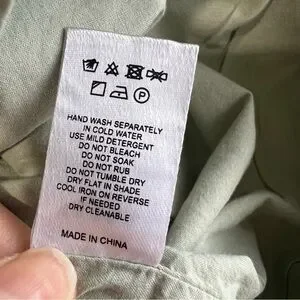 P
HAND WASH SEPARATELY
IN COLD WATER
USE MILD DETERGENT
DO NOT BLEACH
DO NOT SOAK
DO NOT RUB
DO NOT TUMBLE DRY
DRY FLAT IN SHADE
COOL IRON ON REVERSE
IF NEEDED
DRY CLEANABLE
MADE IN CHINA